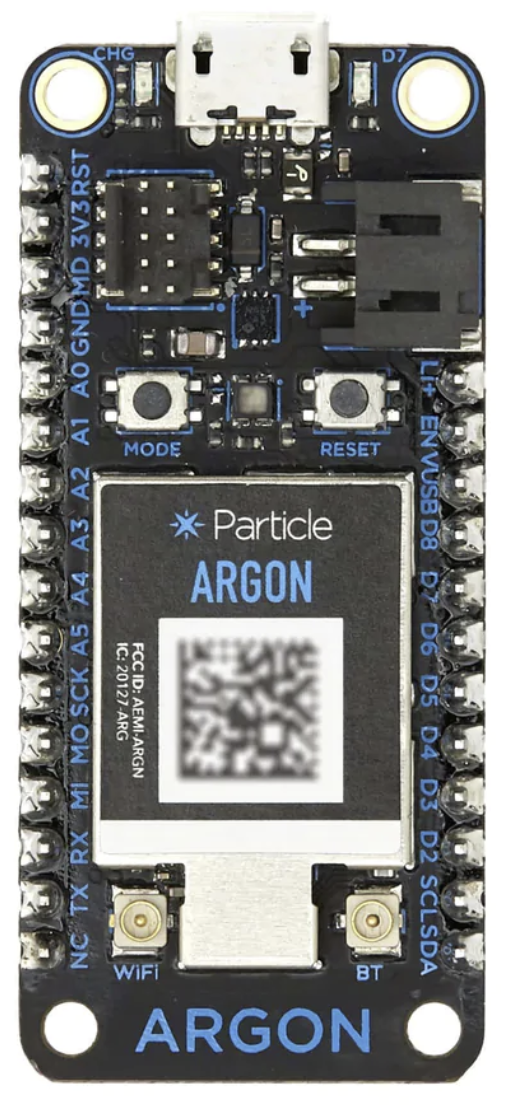 CHG
D7
RST
3V3
MD
GND
A0
A1
A2
A3
A4
A5
SCK
MO
MI
RX
TX
NC
+
MODE
RESET
Li+
EN
VUSB
D8
D7
D6
D5
D4
D3
D2
SCL
SDA
Particle
ARGON
FCC ID: AEMI-ARGN
IC: 20127-ARG
WiFi
BT
ARGON